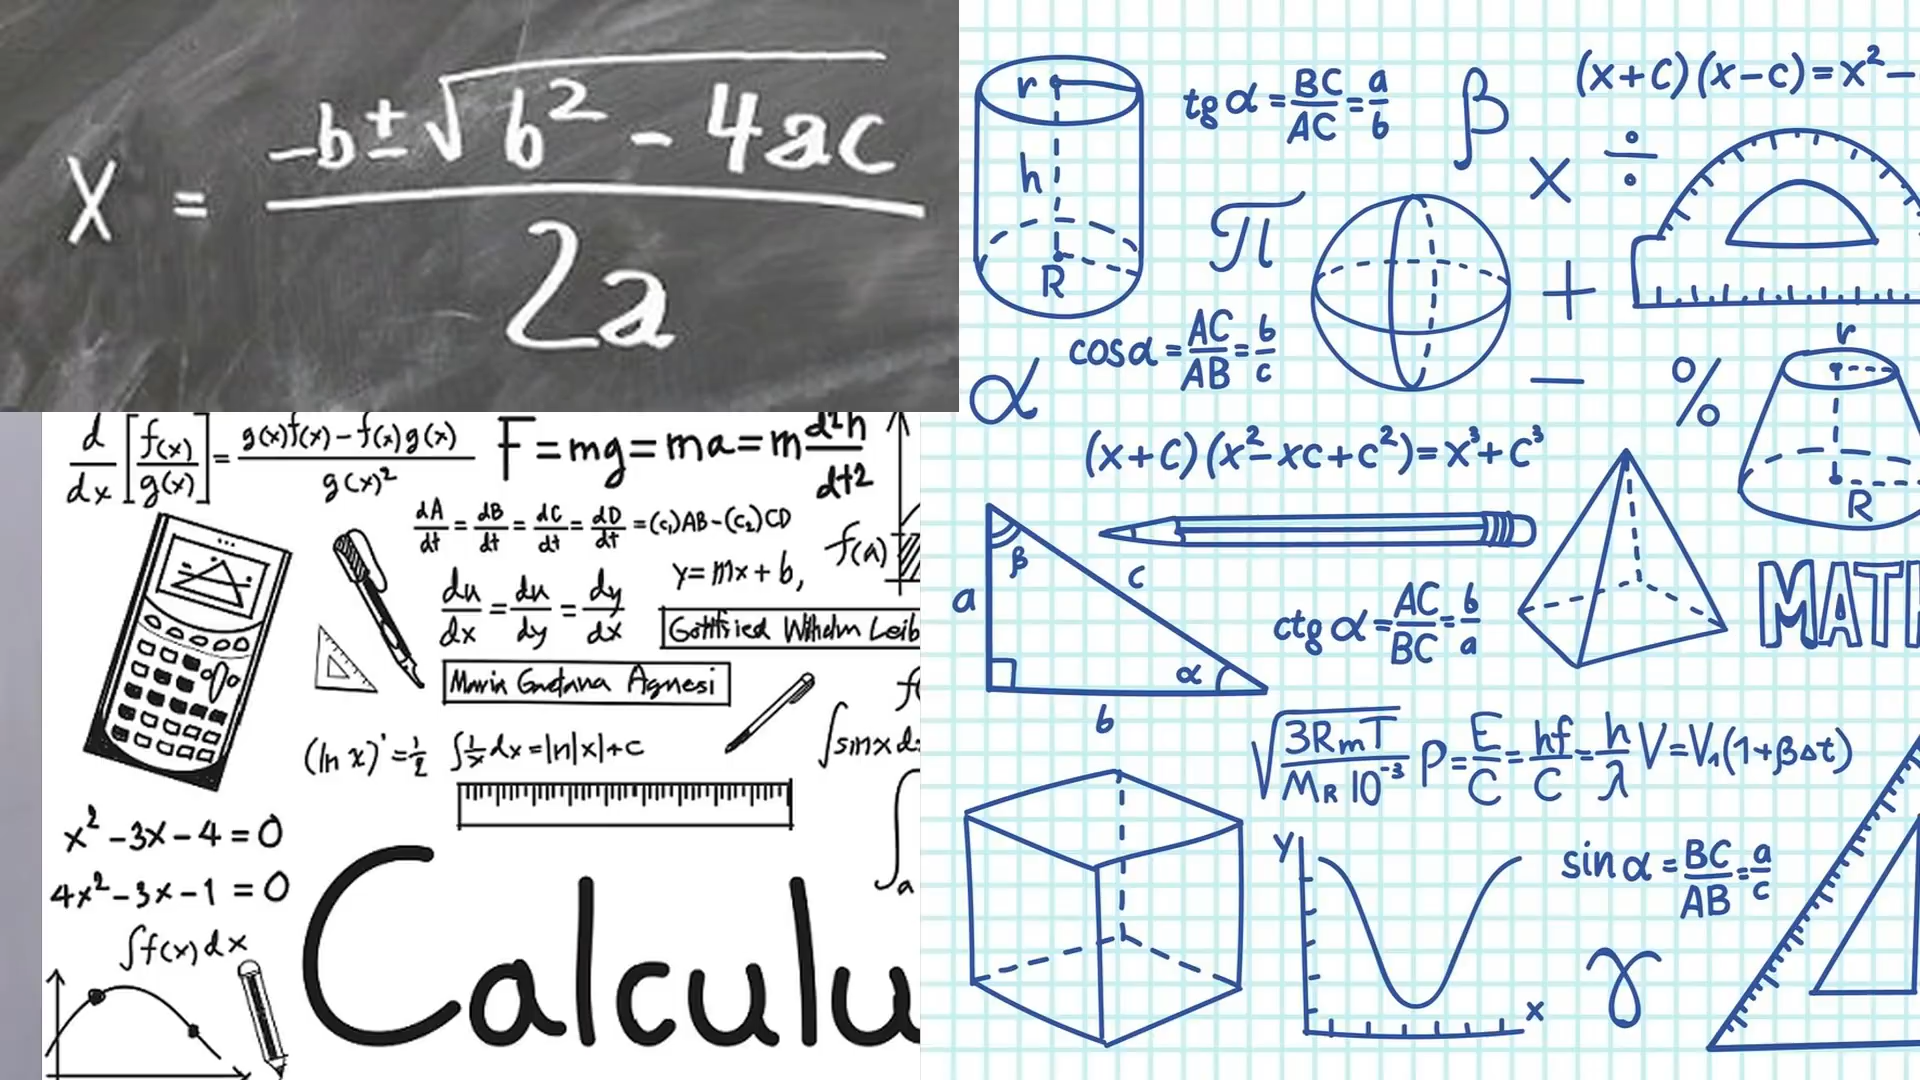 x = (-b ± √(b² - 4ac)) / 2a
r
h
R
tg α = BC/AC = a/b
β
(x+c)(x-c)=x²-
x
÷
π
+
cos α = AC/AB = b/c
α
−
%
r
R
(x+c)(x²-xc+c²)=x³+c³
β
a
c
α
b
ctg α = AC/BC = b/a
MAT
√(3RmT / MR 10⁻³) P = E/C = hf/C = h/λ V=V₁(1+βΔt)
y
x
sin α = BC/AB = a/c
γ
d/dx [f(x)/g(x)] = g(x)f(x) - f(x)g(x) / g(x)²
F = mg = ma = m d²h/dt2
dA/dt = dB/dt = dC/dt = dD/dt = (c₁)AB-(c₂)CD
y = mx + b,
f(a)
du/dx = du/dy = dy/dx
Gottfried Wilhelm Leib
Maria Gaetana Agnesi
(ln x)' = 1/2
∫ 1/x dx = ln|x| + c
∫sinx d
f
∫
a
x² - 3x - 4 = 0
4x² - 3x - 1 = 0
∫f(x) dx
Calculu